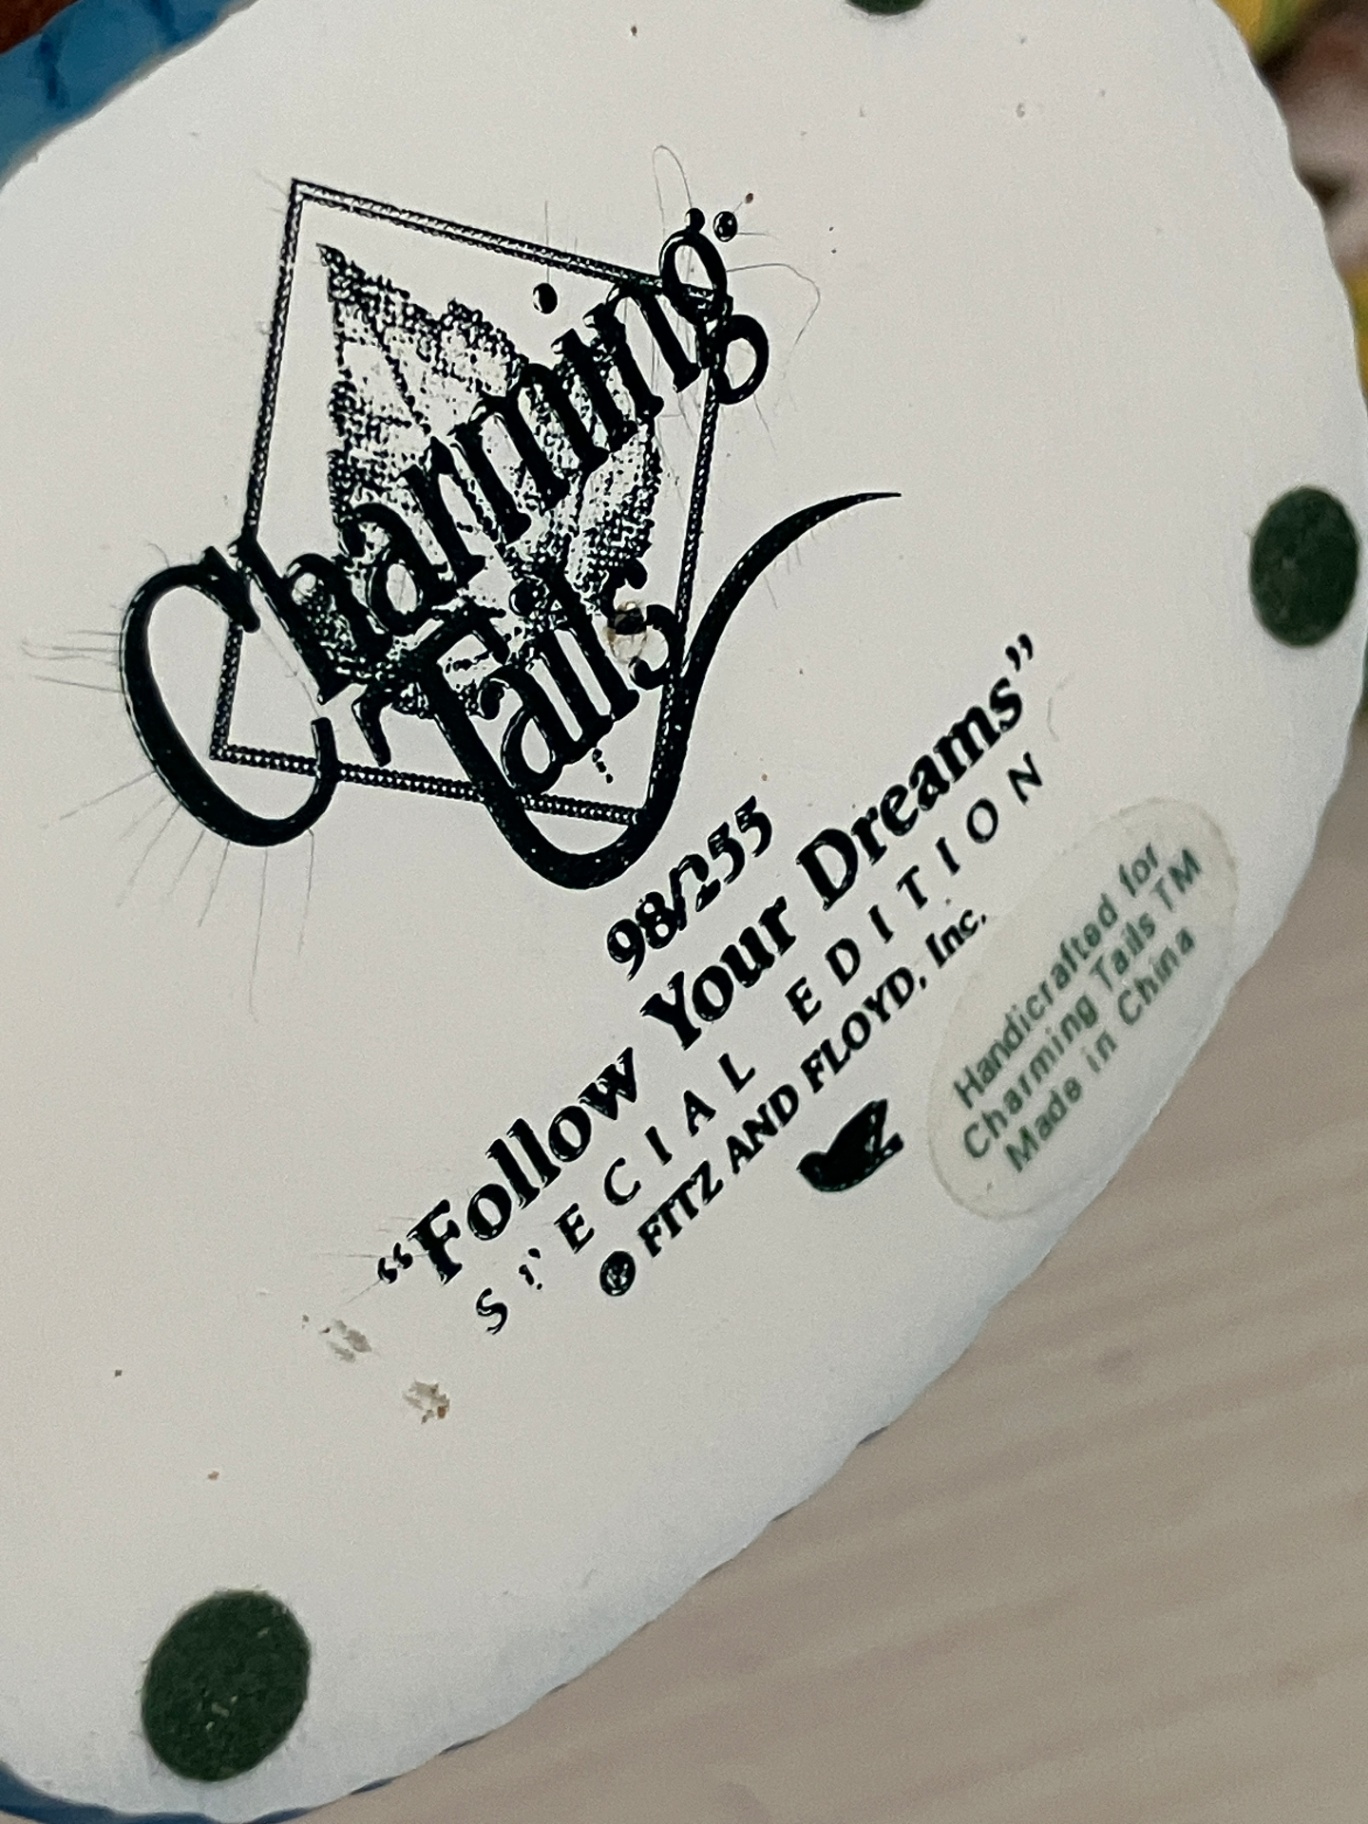 Charming
Tails
98/255
“Follow Your Dreams”
SPECIAL EDITION
© FITZ AND FLOYD, Inc.
Handicrafted for
Charming Tails TM
Made in China